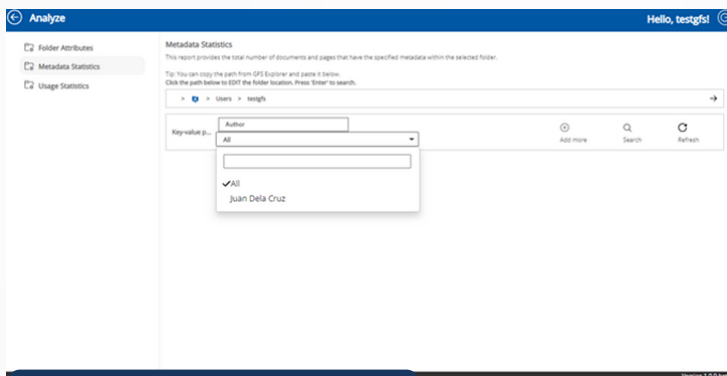 Analyze
Hello, testgfs!
Folder Attributes
Metadata Statistics
Usage Statistics
Metadata Statistics
This report provides the total number of documents and pages that have the specified metadata within the selected folder.
Tip: You can copy the path from GFS Explorer and paste it below.
Click the path below to EDIT the folder location. Press 'Enter' to search.
> > Users > testgfs
Key-value p...
Author
All
Add more
Search
Refresh
All
Juan Dela Cruz